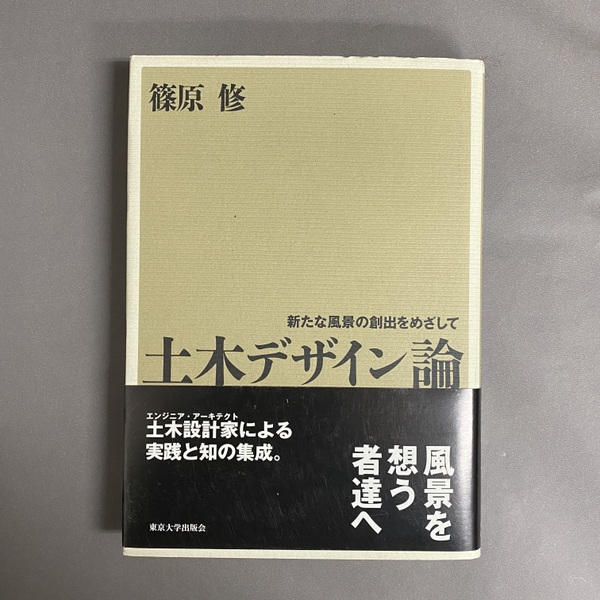 篠原 修
新たな風景の創出をめざして
土木デザイン論
エンジニア・アーキテクト
土木設計家による
実践と知の集成。
風景を
想う
者達へ
東京大学出版会